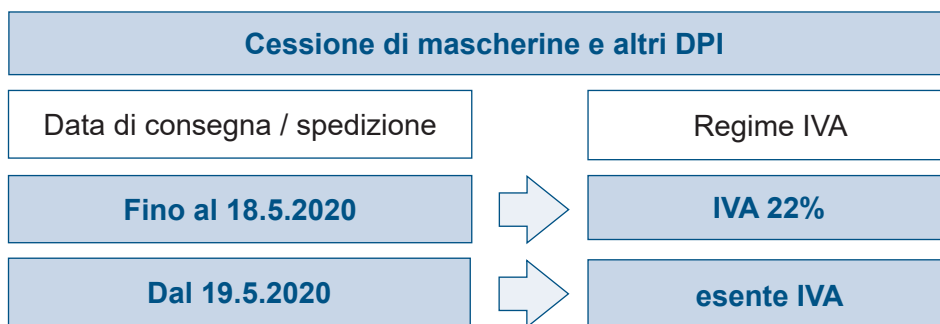 Cessione di mascherine e altri DPI
Data di consegna / spedizione
Regime IVA
Fino al 18.5.2020
IVA 22%
Dal 19.5.2020
esente IVA